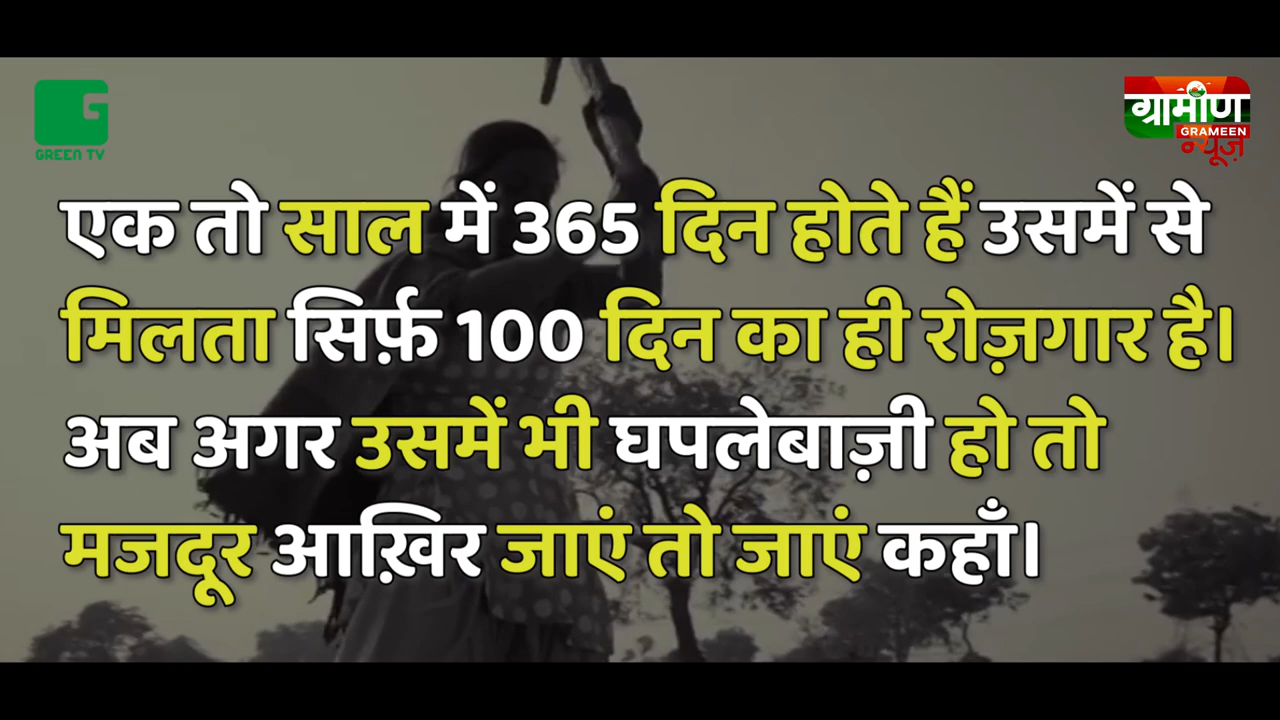 GREEN TV
ग्रामीण
GRAMEEN
न्यूज़
एक तो साल में 365 दिन होते हैं उसमें से
मिलता सिर्फ़ 100 दिन का ही रोज़गार है।
अब अगर उसमें भी घपलेबाज़ी हो तो
मजदूर आख़िर जाएं तो जाएं कहाँ।